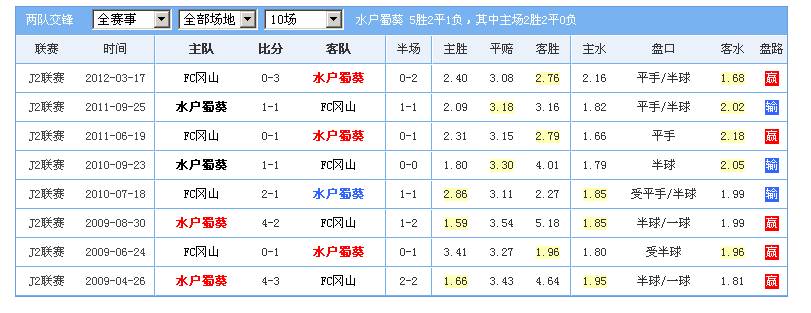 两队交锋 全赛事 全部场地 10场 水户蜀葵 5胜2平1负，其中主场2胜2平0负
联赛 时间 主队 比分 客队 半场 主胜 平赔 客胜 主水 盘口 客水 盘路
J2联赛 2012-03-17 FC冈山 0-3 水户蜀葵 0-2 2.40 3.08 2.76 2.16 平手/半球 1.68 赢
J2联赛 2011-09-25 水户蜀葵 1-1 FC冈山 1-1 2.09 3.18 3.16 1.82 平手/半球 2.02 输
J2联赛 2011-06-19 FC冈山 0-1 水户蜀葵 0-1 2.31 3.15 2.79 1.66 平手 2.18 赢
J2联赛 2010-09-23 水户蜀葵 1-1 FC冈山 0-0 1.80 3.30 4.01 1.79 半球 2.05 输
J2联赛 2010-07-18 FC冈山 2-1 水户蜀葵 1-1 2.86 3.11 2.27 1.85 受平手/半球 1.99 输
J2联赛 2009-08-30 水户蜀葵 4-2 FC冈山 1-2 1.59 3.54 5.18 1.85 半球/一球 1.99 赢
J2联赛 2009-06-24 FC冈山 0-1 水户蜀葵 0-1 3.41 3.27 1.96 1.80 受半球 1.96 赢
J2联赛 2009-04-26 水户蜀葵 4-3 FC冈山 2-2 1.66 3.43 4.64 1.95 半球/一球 1.81 赢